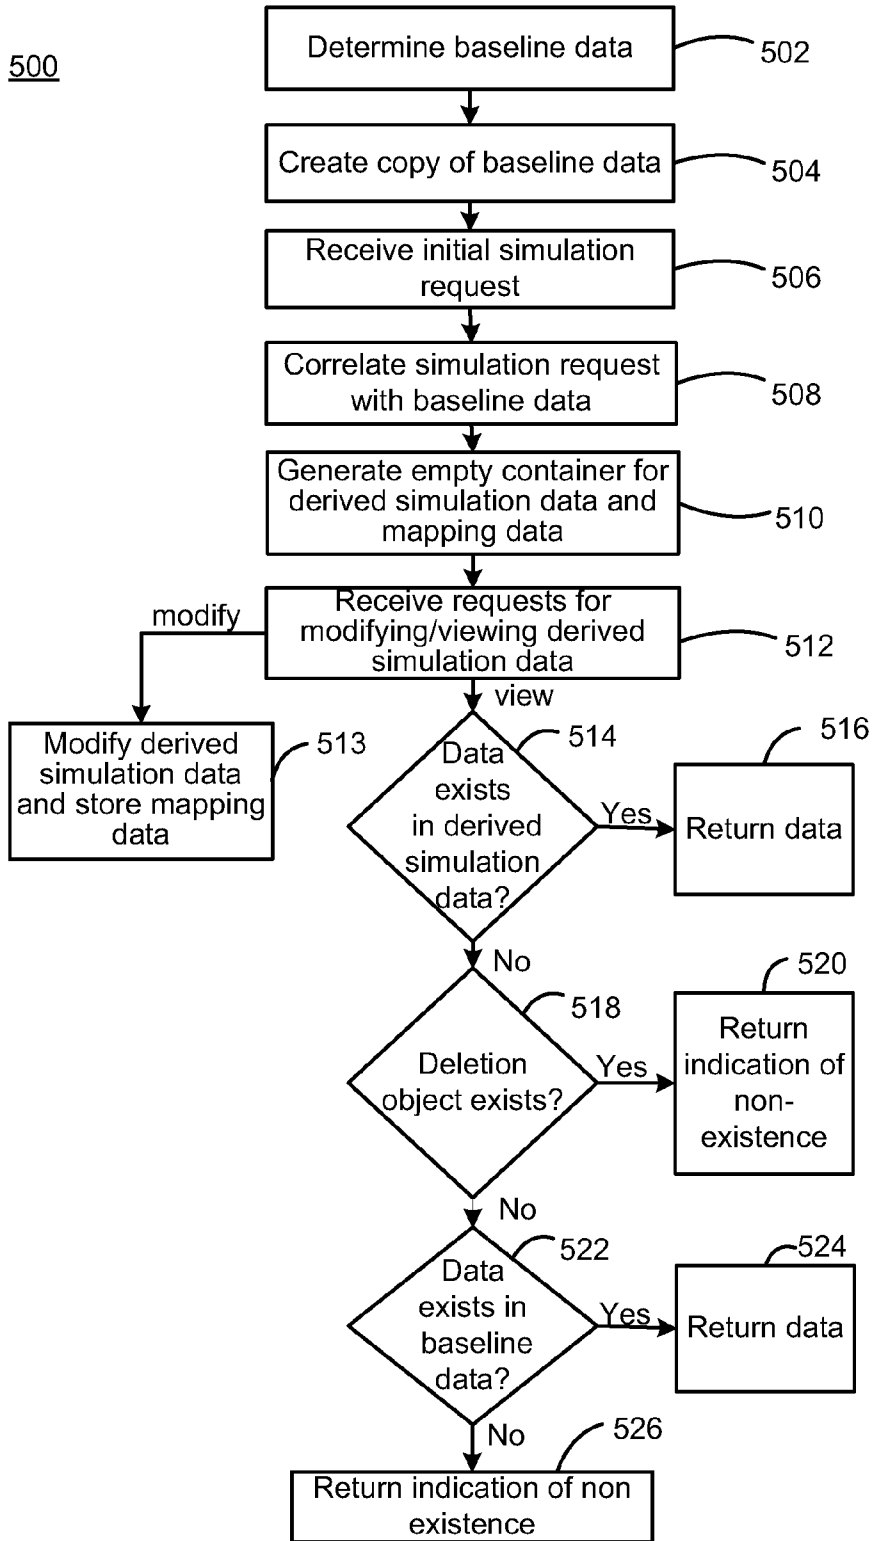 500
Determine baseline data
502
Create copy of baseline data
504
Receive initial simulation
request
506
Correlate simulation request
with baseline data
508
Generate empty container for
derived simulation data and
mapping data
510
Receive requests for
modifying/viewing derived
simulation data
512
modify
view
Modify derived
simulation data
and store mapping
data
513
Data
exists
in derived
simulation
data?
514
Yes
Return data
516
No
Deletion
object exists?
518
Yes
Return
indication of
non-
existence
520
No
Data
exists in
baseline
data?
522
Yes
Return data
524
No
Return indication of non
existence
526